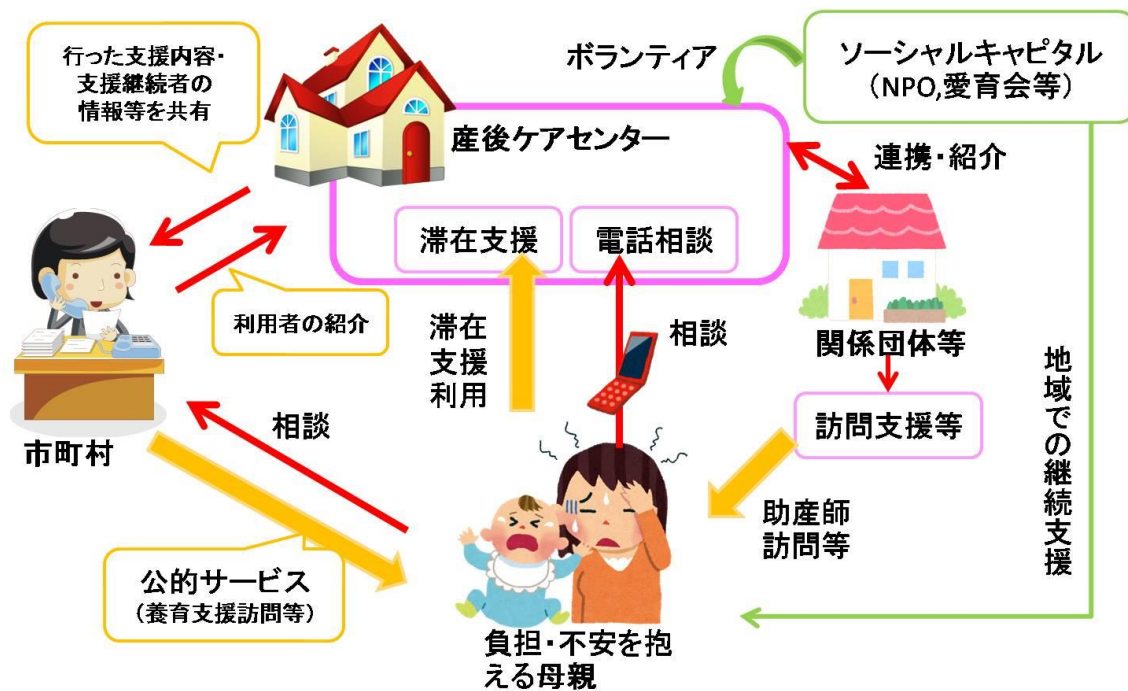 行った支援内容・
支援継続者の
情報等を共有
ボランティア
ソーシャルキャピタル
（NPO,愛育会等）
産後ケアセンター
連携・紹介
滞在支援
電話相談
利用者の紹介
滞在
支援
利用
相談
関係団体等
地域での継続支援
訪問支援等
相談
市町村
助産師
訪問等
公的サービス
（養育支援訪問等）
負担・不安を抱
える母親